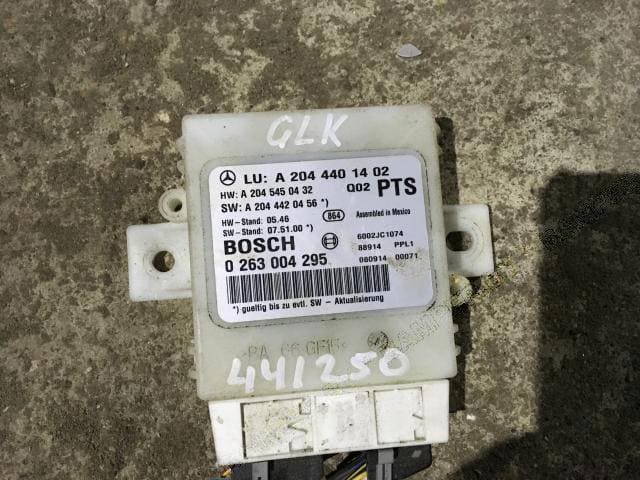 GLK
LU: A 204 440 14 02
HW: A 204 545 04 32 Q02 PTS
SW: A 204 442 04 56 *)
HW-Stand: 05.46 864 Assembled in Mexico
SW-Stand: 07.51.00 *)
BOSCH 6002JC1074
88914 PPL1
0 263 004 295 080914 00071
*) gueltig bis zu evtl. SW - Aktualisierung
441250